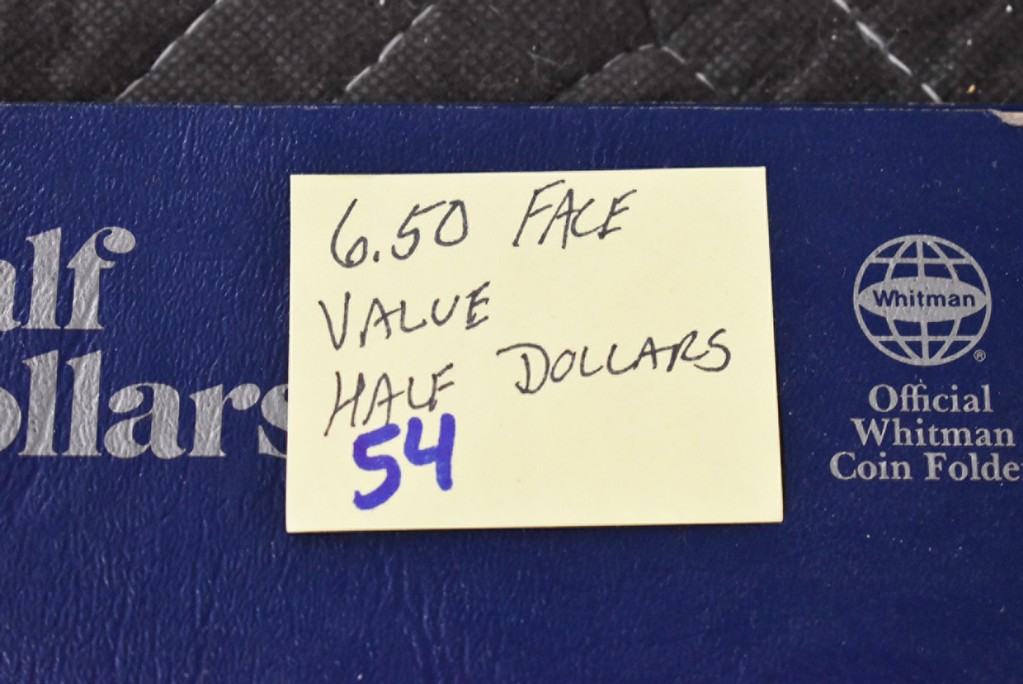 alf
ollars
6.50 FACE
VALUE
HALF DOLLARS
54
Whitman
®
Official
Whitman
Coin Folde